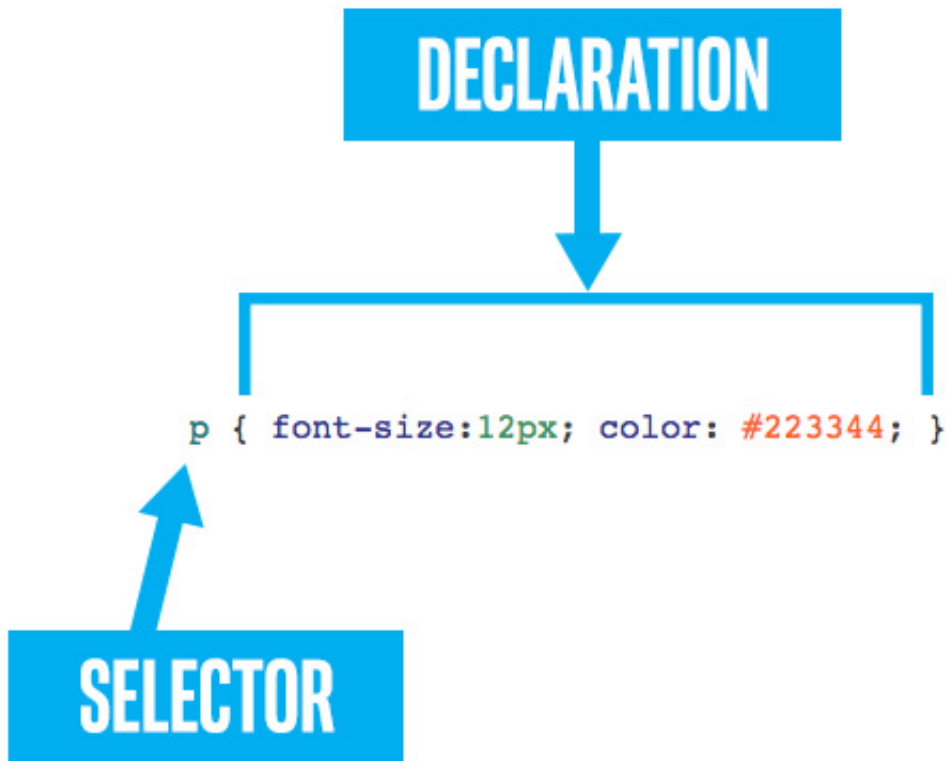 DECLARATION
p { font-size:12px; color: #223344; }
SELECTOR